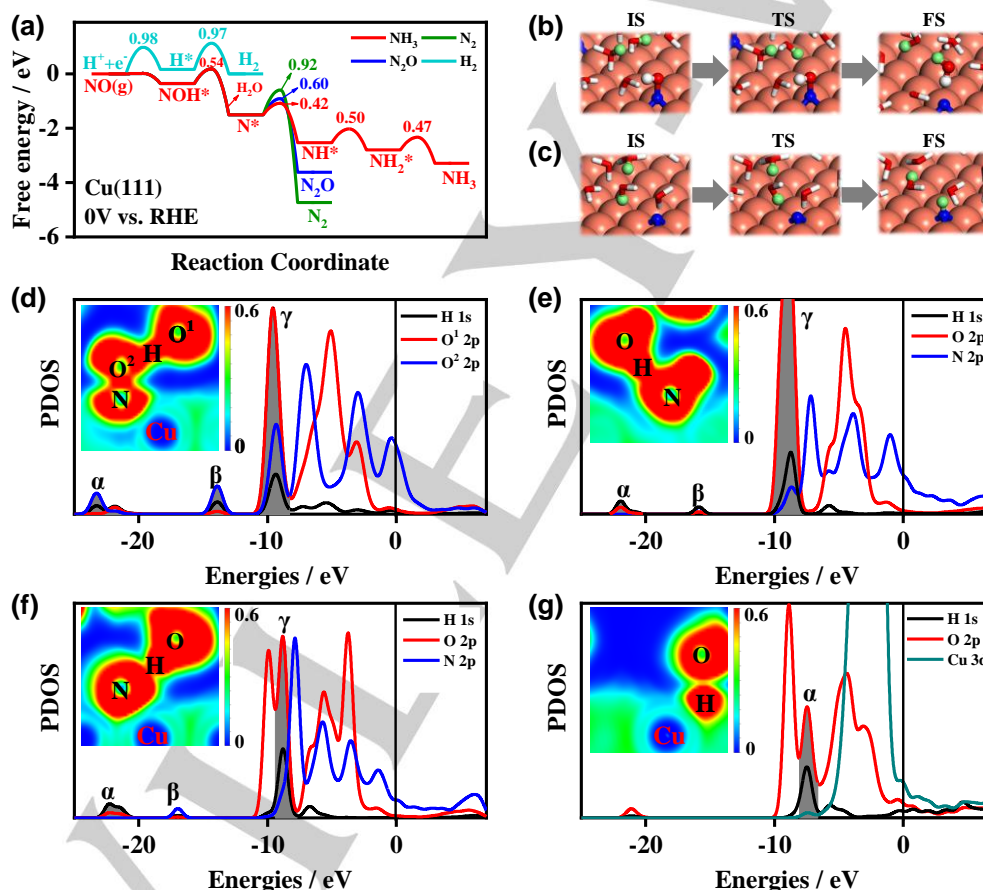 (a)
Free energy / eV
0
-2
-4
-6
0.98
0.97
H⁺+e⁻
H*
H₂
NO(g)
NOH*
0.54
H₂O
N*
0.92
0.60
0.42
0.50
0.47
NH*
NH₂*
NH₃
N₂O
N₂
NH₃
N₂
N₂O
H₂
Cu(111)
0V vs. RHE
Reaction Coordinate
(b)
IS
TS
FS
(c)
IS
TS
FS
(d)
PDOS
0.6
0
O¹
H
O²
N
Cu
α
β
γ
H 1s
O¹ 2p
O² 2p
-20
-10
0
Energies / eV
(e)
PDOS
0.6
0
O
H
N
α
β
γ
H 1s
O 2p
N 2p
-20
-10
0
Energies / eV
(f)
PDOS
0.6
0
O
H
N
Cu
α
β
γ
H 1s
O 2p
N 2p
-20
-10
0
Energies / eV
(g)
PDOS
0.6
0
O
H
Cu
α
H 1s
O 2p
Cu 3d
-20
-10
0
Energies / eV